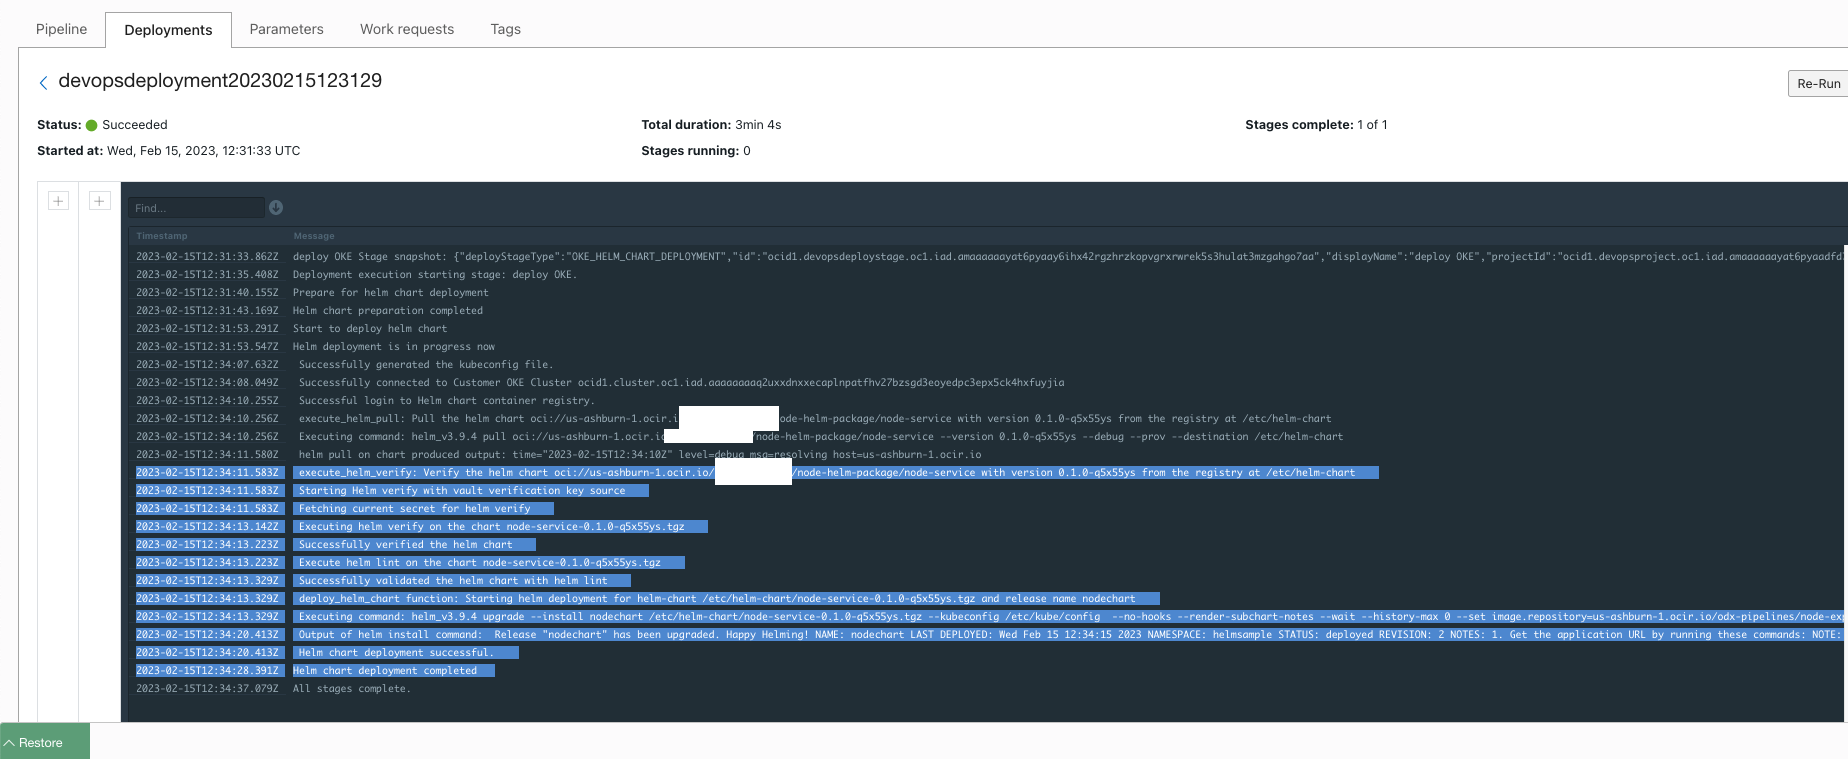 Pipeline Deployments Parameters Work requests Tags
devopsdeployment20230215123129
Re-Run
Status: Succeeded Total duration: 3min 4s Stages complete: 1 of 1
Started at: Wed, Feb 15, 2023, 12:31:33 UTC Stages running: 0
Find...
Timestamp Message
2023-02-15T12:31:33.862Z deploy OKE Stage snapshot: {"deployStageType":"OKE_HELM_CHART_DEPLOYMENT","id":"ocid1.devopsdeploystage.oc1.iad.amaaaaaayat6pyaay6ihx42rgzhrzkopvgrxrwrek5s3hulat3mzgahgo7aa","displayName":"deploy OKE","projectId":"ocid1.devopsproject.oc1.iad.amaaaaaayat6pyaadfd
2023-02-15T12:31:35.408Z Deployment execution starting stage: deploy OKE.
2023-02-15T12:31:40.155Z Prepare for helm chart deployment
2023-02-15T12:31:43.169Z Helm chart preparation completed
2023-02-15T12:31:53.291Z Start to deploy helm chart
2023-02-15T12:31:53.547Z Helm deployment is in progress now
2023-02-15T12:34:07.632Z Successfully generated the kubeconfig file.
2023-02-15T12:34:08.049Z Successfully connected to Customer OKE Cluster ocid1.cluster.oc1.iad.aaaaaaaaq2uxxdnxxecaplnpatfhv27bzsgd3eoyedpc3epx5ck4hxfuyjia
2023-02-15T12:34:10.255Z Successful login to Helm chart container registry.
2023-02-15T12:34:10.256Z execute_helm_pull: Pull the helm chart oci://us-ashburn-1.ocir.i ode-helm-package/node-service with version 0.1.0-q5x55ys from the registry at /etc/helm-chart
2023-02-15T12:34:10.256Z Executing command: helm_v3.9.4 pull oci://us-ashburn-1.ocir.io /node-helm-package/node-service --version 0.1.0-q5x55ys --debug --prov --destination /etc/helm-chart
2023-02-15T12:34:11.580Z helm pull on chart produced output: time="2023-02-15T12:34:10Z" level=debug msg=resolving host=us-ashburn-1.ocir.io
2023-02-15T12:34:11.583Z execute_helm_verify: Verify the helm chart oci://us-ashburn-1.ocir.io/ /node-helm-package/node-service with version 0.1.0-q5x55ys from the registry at /etc/helm-chart
2023-02-15T12:34:11.583Z Starting Helm verify with vault verification key source
2023-02-15T12:34:11.583Z Fetching current secret for helm verify
2023-02-15T12:34:13.142Z Executing helm verify on the chart node-service-0.1.0-q5x55ys.tgz
2023-02-15T12:34:13.223Z Successfully verified the helm chart
2023-02-15T12:34:13.223Z Execute helm lint on the chart node-service-0.1.0-q5x55ys.tgz
2023-02-15T12:34:13.329Z Successfully validated the helm chart with helm lint
2023-02-15T12:34:13.329Z deploy_helm_chart function: Starting helm deployment for helm-chart /etc/helm-chart/node-service-0.1.0-q5x55ys.tgz and release name nodechart
2023-02-15T12:34:13.329Z Executing command: helm_v3.9.4 upgrade --install nodechart /etc/helm-chart/node-service-0.1.0-q5x55ys.tgz --kubeconfig /etc/kube/config --no-hooks --render-subchart-notes --wait --history-max 0 --set image.repository=us-ashburn-1.ocir.io/odx-pipelines/node-exp
2023-02-15T12:34:20.413Z Output of helm install command: Release "nodechart" has been upgraded. Happy Helming! NAME: nodechart LAST DEPLOYED: Wed Feb 15 12:34:15 2023 NAMESPACE: helmsample STATUS: deployed REVISION: 2 NOTES: 1. Get the application URL by running these commands: NOTE:
2023-02-15T12:34:20.413Z Helm chart deployment successful.
2023-02-15T12:34:28.391Z Helm chart deployment completed
2023-02-15T12:34:37.079Z All stages complete.
Restore